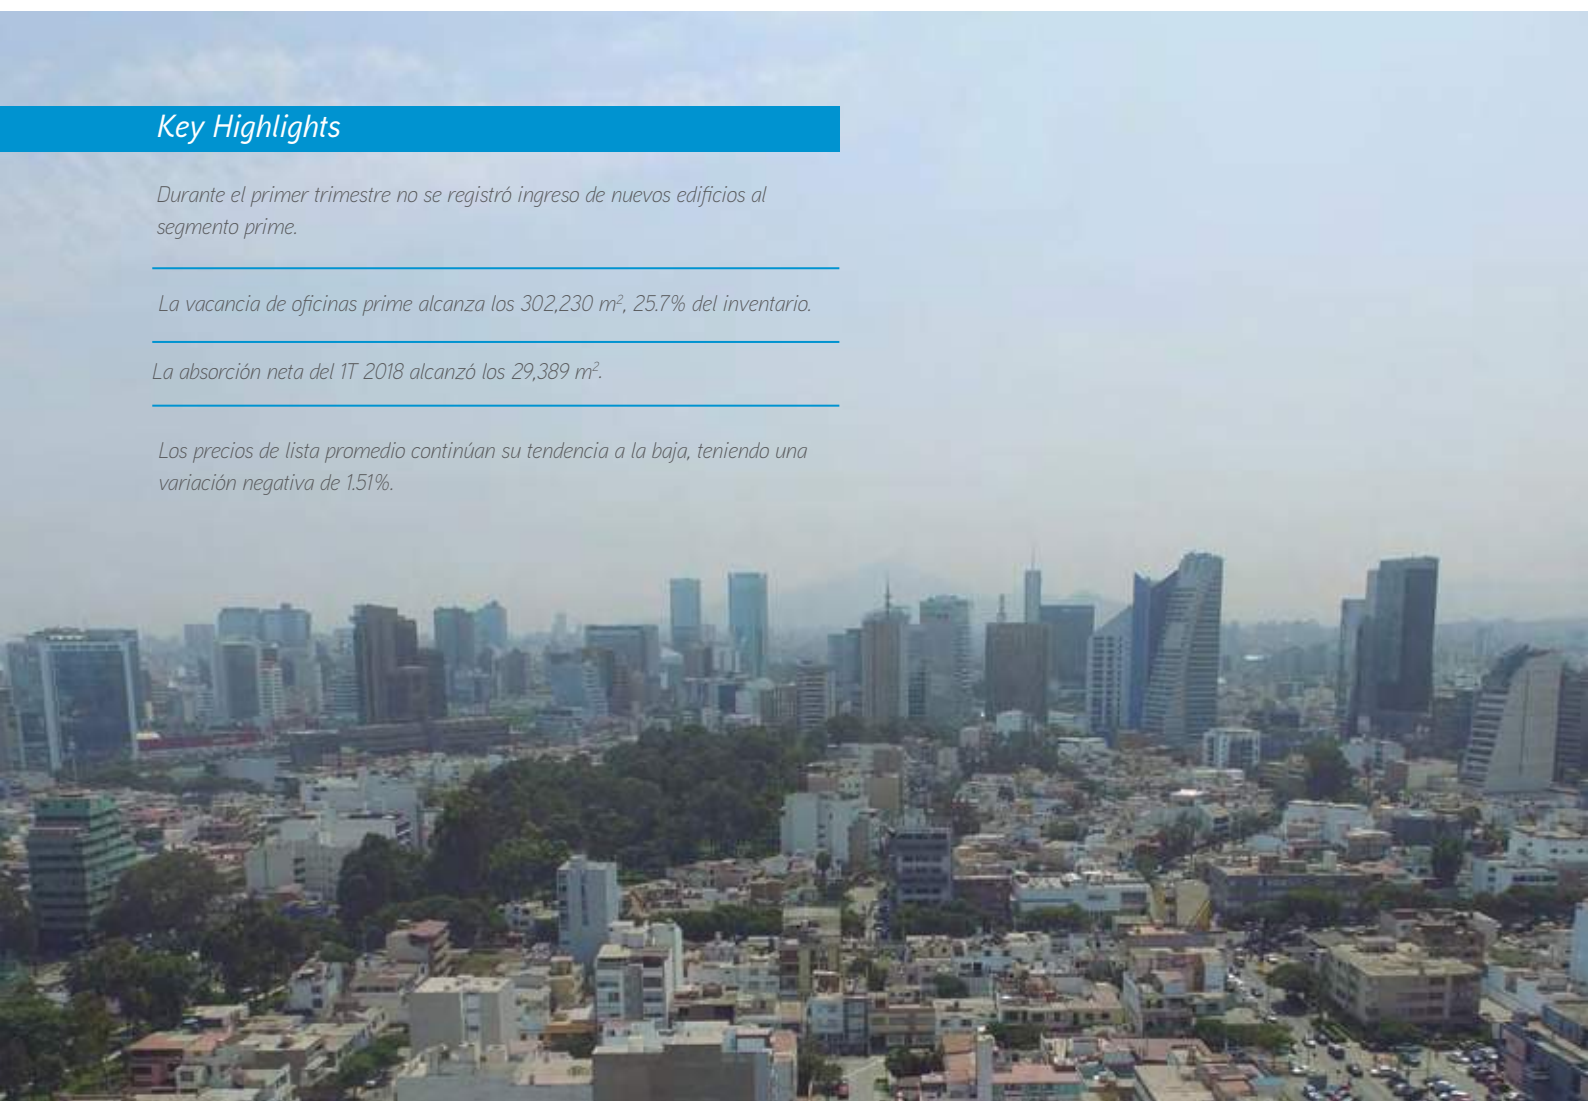 Key Highlights
Durante el primer trimestre no se registró ingreso de nuevos edificios al
segmento prime.
La vacancia de oficinas prime alcanza los 302,230 m², 25.7% del inventario.
La absorción neta del 1T 2018 alcanzó los 29,389 m².
Los precios de lista promedio continúan su tendencia a la baja, teniendo una
variación negativa de 1.51%.